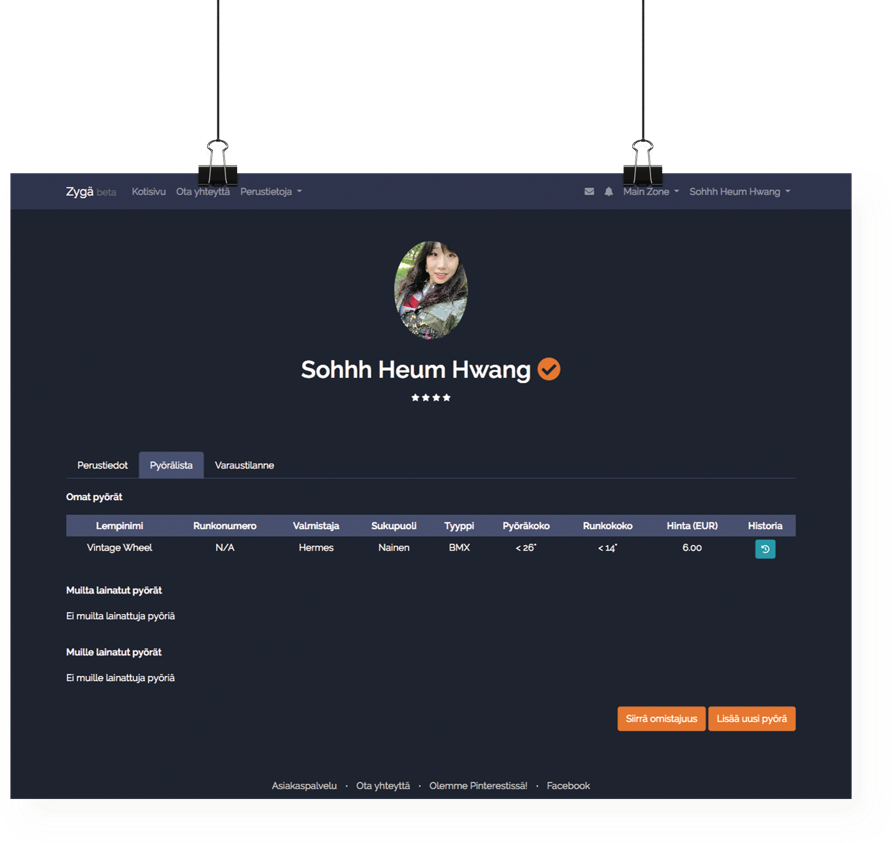 Zygä beta Kotisivu Ota yhteyttä Perustietoja Main Zone Sohhh Heum Hwang
Sohhh Heum Hwang
Perustiedot Pyörälista Varaustilanne
Omat pyörät
Lempinimi Runkonumero Valmistaja Sukupuoli Tyyppi Pyöräkoko Runkokoko Hinta (EUR) Historia
Vintage Wheel N/A Hermes Nainen BMX < 26" < 14" 6.00
Muilta lainatut pyörät
Ei muilta lainattuja pyöriä
Muille lainatut pyörät
Ei muille lainattuja pyöriä
Siirrä omistajuus Lisää uusi pyörä
Asiakaspalvelu · Ota yhteyttä · Olemme Pinterestissä! · Facebook